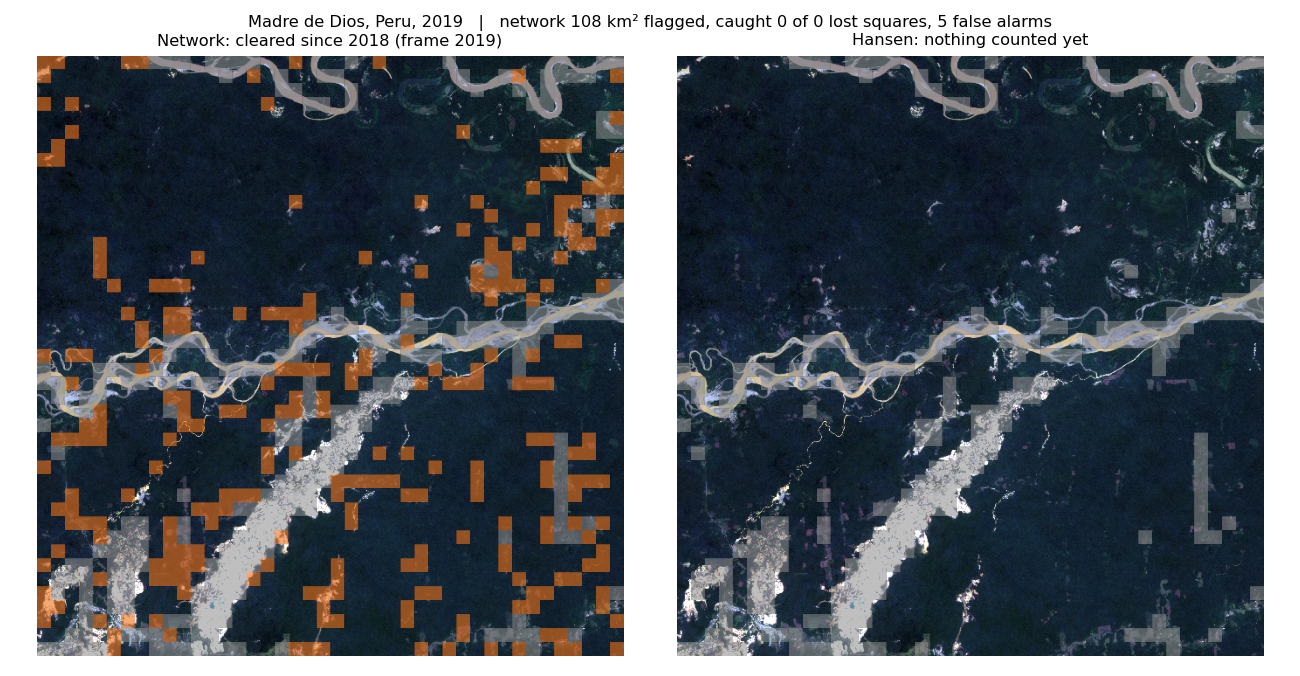 Madre de Dios, Peru, 2019 | network 108 km² flagged, caught 0 of 0 lost squares, 5 false alarms
Network: cleared since 2018 (frame 2019)
Hansen: nothing counted yet